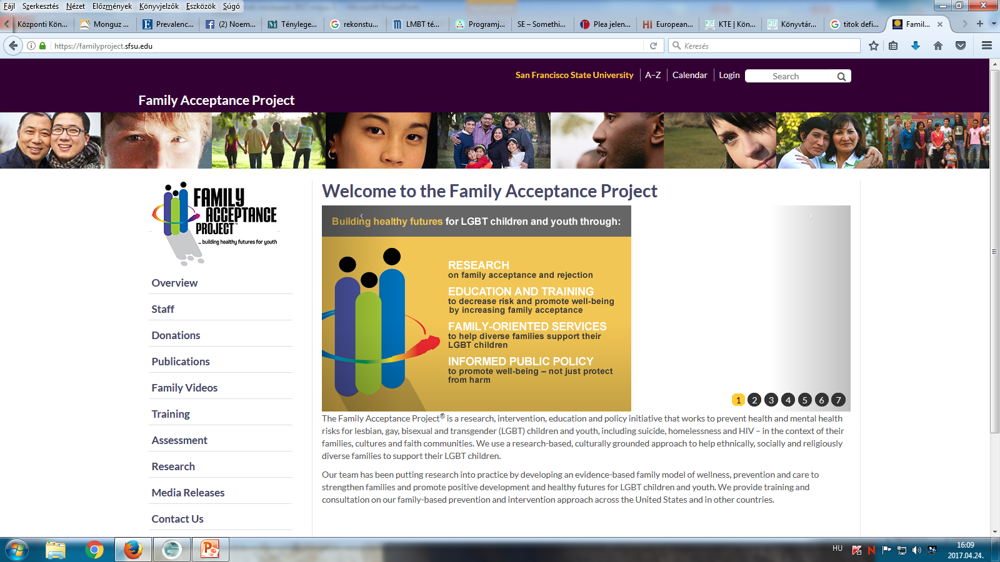 Fájl Szerkesztés Nézet Előzmények Könyvjelzők Eszközök Súgó
Központi Kön...
Monguz ...
Prevalenc...
(2) Noem...
Ténylege...
rekonstu...
LMBT té...
Programj...
SE – Somethi...
Plea jelen...
European...
KTE | Kön...
Könyvtár...
titok defi...
Famil...
https://familyproject.sfsu.edu
Keresés
San Francisco State University A–Z Calendar Login Search
Family Acceptance Project
FAMILY
ACCEPTANCE
PROJECT™
... building healthy futures for youth
Overview
Staff
Donations
Publications
Family Videos
Training
Assessment
Research
Media Releases
Contact Us
Welcome to the Family Acceptance Project
Building healthy futures for LGBT children and youth through:
RESEARCH
on family acceptance and rejection
EDUCATION AND TRAINING
to decrease risk and promote well-being
by increasing family acceptance
FAMILY-ORIENTED SERVICES
to help diverse families support their
LGBT children
INFORMED PUBLIC POLICY
to promote well-being – not just protect
from harm
1 2 3 4 5 6 7
The Family Acceptance Project® is a research, intervention, education and policy initiative that works to prevent health and mental health
risks for lesbian, gay, bisexual and transgender (LGBT) children and youth, including suicide, homelessness and HIV – in the context of their
families, cultures and faith communities. We use a research-based, culturally grounded approach to help ethnically, socially and religiously
diverse families to support their LGBT children.
Our team has been putting research into practice by developing an evidence-based family model of wellness, prevention and care to
strengthen families and promote positive development and healthy futures for LGBT children and youth. We provide training and
consultation on our family-based prevention and intervention approach across the United States and in other countries.
HU
16:09
2017.04.24.